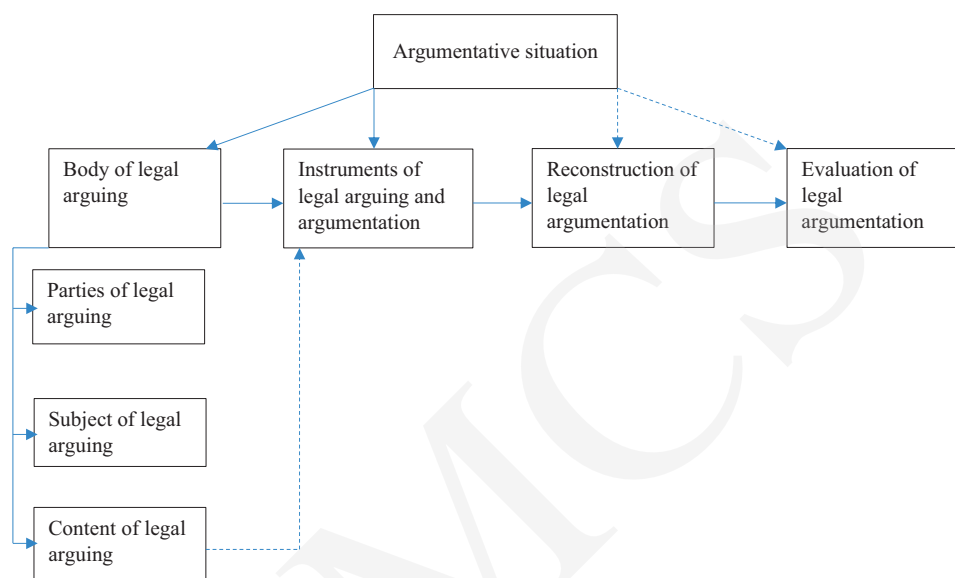 Argumentative situation
Body of legal
arguing
Instruments of
legal arguing and
argumentation
Reconstruction of
legal
argumentation
Evaluation of
legal
argumentation
Parties of legal
arguing
Subject of legal
arguing
Content of legal
arguing
MCS